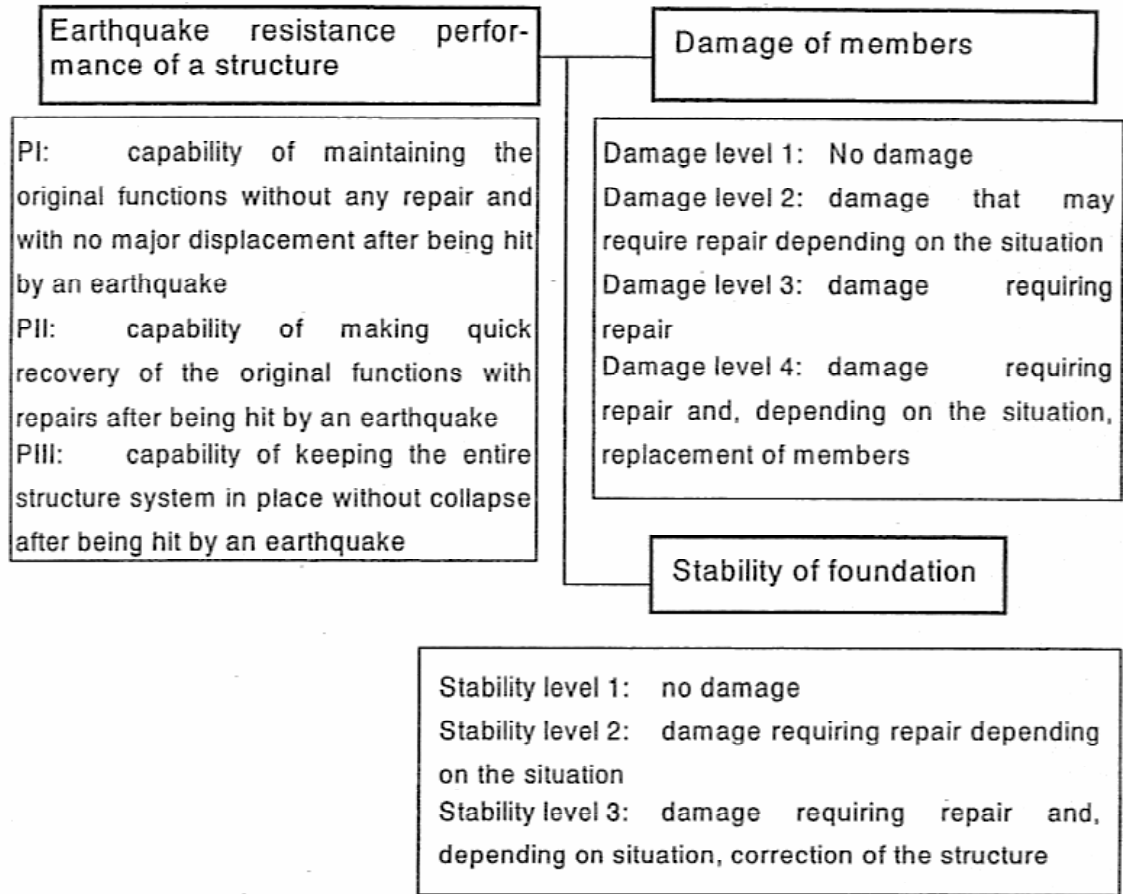 Earthquake resistance perfor-
mance of a structure
Damage of members
PI: capability of maintaining the
original functions without any repair and
with no major displacement after being hit
by an earthquake
PII: capability of making quick
recovery of the original functions with
repairs after being hit by an earthquake
PIII: capability of keeping the entire
structure system in place without collapse
after being hit by an earthquake
Damage level 1: No damage
Damage level 2: damage that may
require repair depending on the situation
Damage level 3: damage requiring
repair
Damage level 4: damage requiring
repair and, depending on the situation,
replacement of members
Stability of foundation
Stability level 1: no damage
Stability level 2: damage requiring repair depending
on the situation
Stability level 3: damage requiring repair and,
depending on situation, correction of the structure